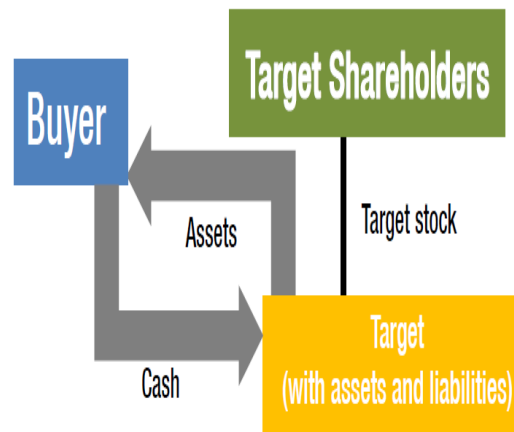 Target Shareholders
Buyer
Assets
Target stock
Target
(with assets and liabilities)
Cash